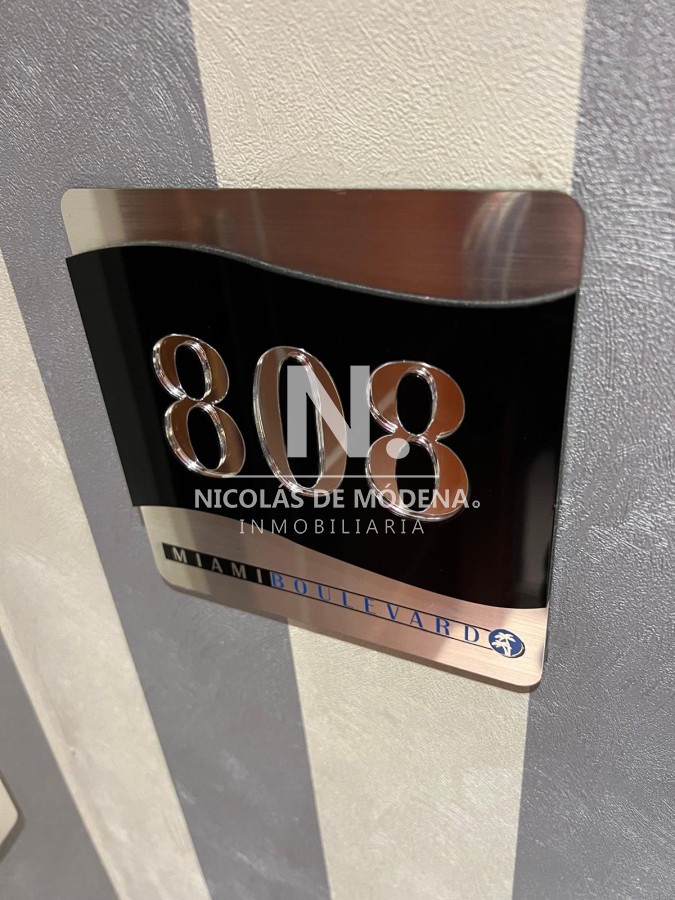 808
N.
NICOLÁS DE MÓDENA
INMOBILIARIA
MIAMI BOULEVARD